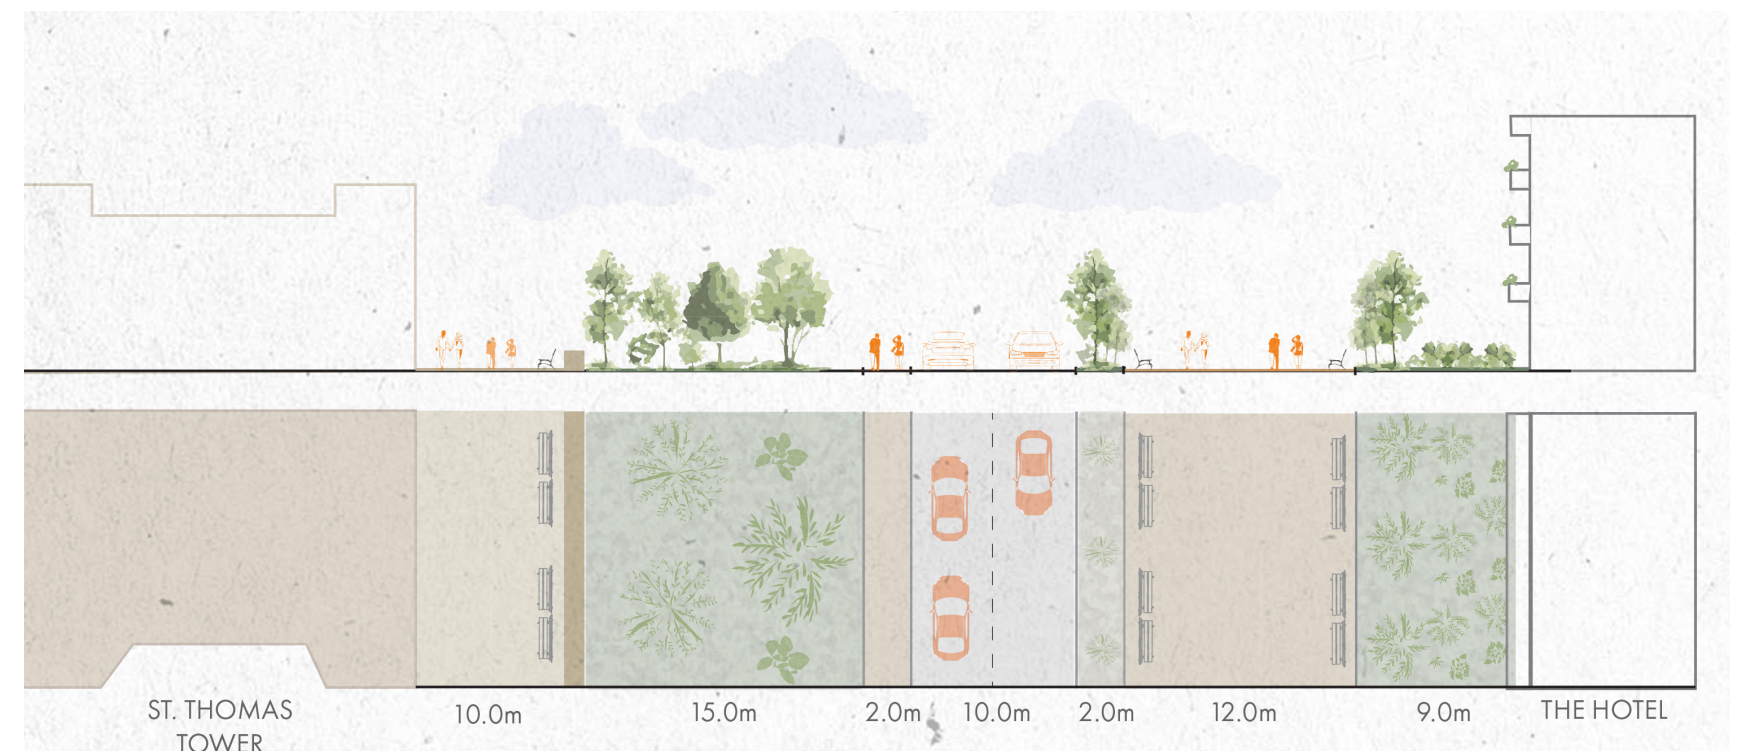 ST. THOMAS
TOWER
10.0m
15.0m
2.0m
10.0m
2.0m
12.0m
9.0m
THE HOTEL